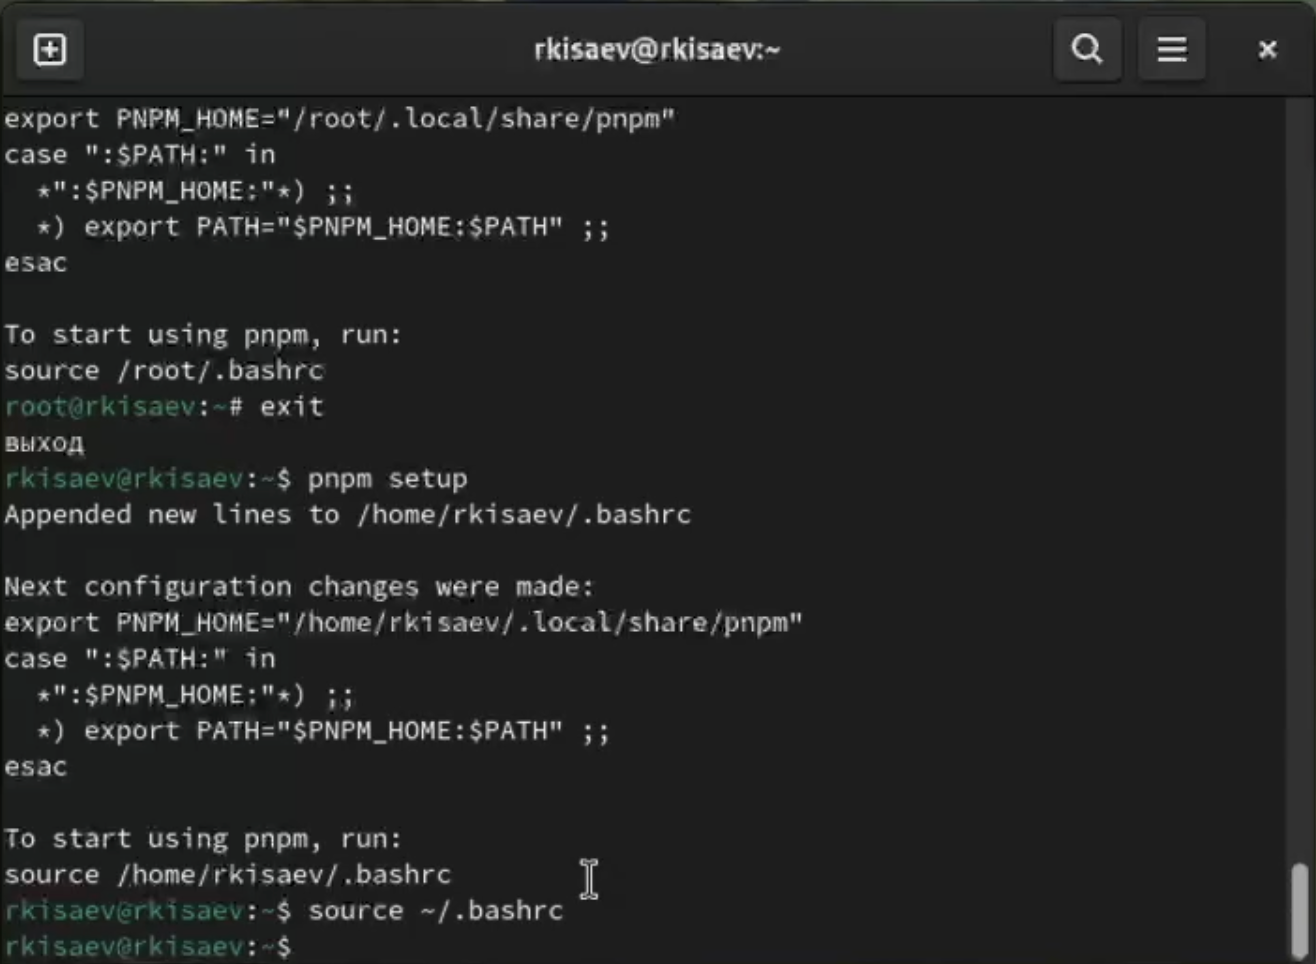 rkisaev@rkisaev:~
export PNPM_HOME="/root/.local/share/pnpm"
case ":$PATH:" in
  *":$PNPM_HOME:"*) ;;
  *) export PATH="$PNPM_HOME:$PATH" ;;
esac

To start using pnpm, run:
source /root/.bashrc
root@rkisaev:~# exit
выход
rkisaev@rkisaev:~$ pnpm setup
Appended new lines to /home/rkisaev/.bashrc

Next configuration changes were made:
export PNPM_HOME="/home/rkisaev/.local/share/pnpm"
case ":$PATH:" in
  *":$PNPM_HOME:"*) ;;
  *) export PATH="$PNPM_HOME:$PATH" ;;
esac

To start using pnpm, run:
source /home/rkisaev/.bashrc
rkisaev@rkisaev:~$ source ~/.bashrc
rkisaev@rkisaev:~$